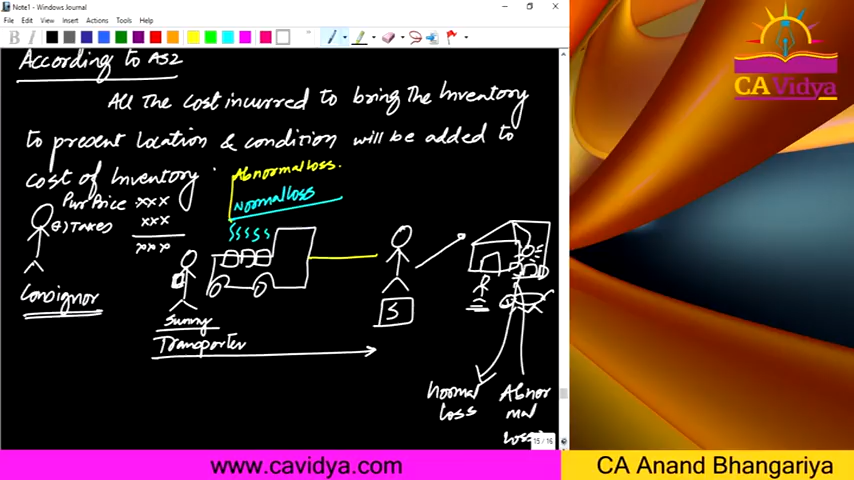 Note1 - Windows Journal
File Edit View Insert Actions Tools Help
B I
According to AS2
All The cost incurred to bring The Inventory
to present location & condition will be added to
cost of Inventory
Abnormal loss.
Normal loss
Pur Price xxx
(+) Taxes xxx
xxx
Consignor
Sunny
Transporter
S
Normal
loss
Abnor
mal
loss
15 / 16
CA Vidya
www.cavidya.com
CA Anand Bhangariya